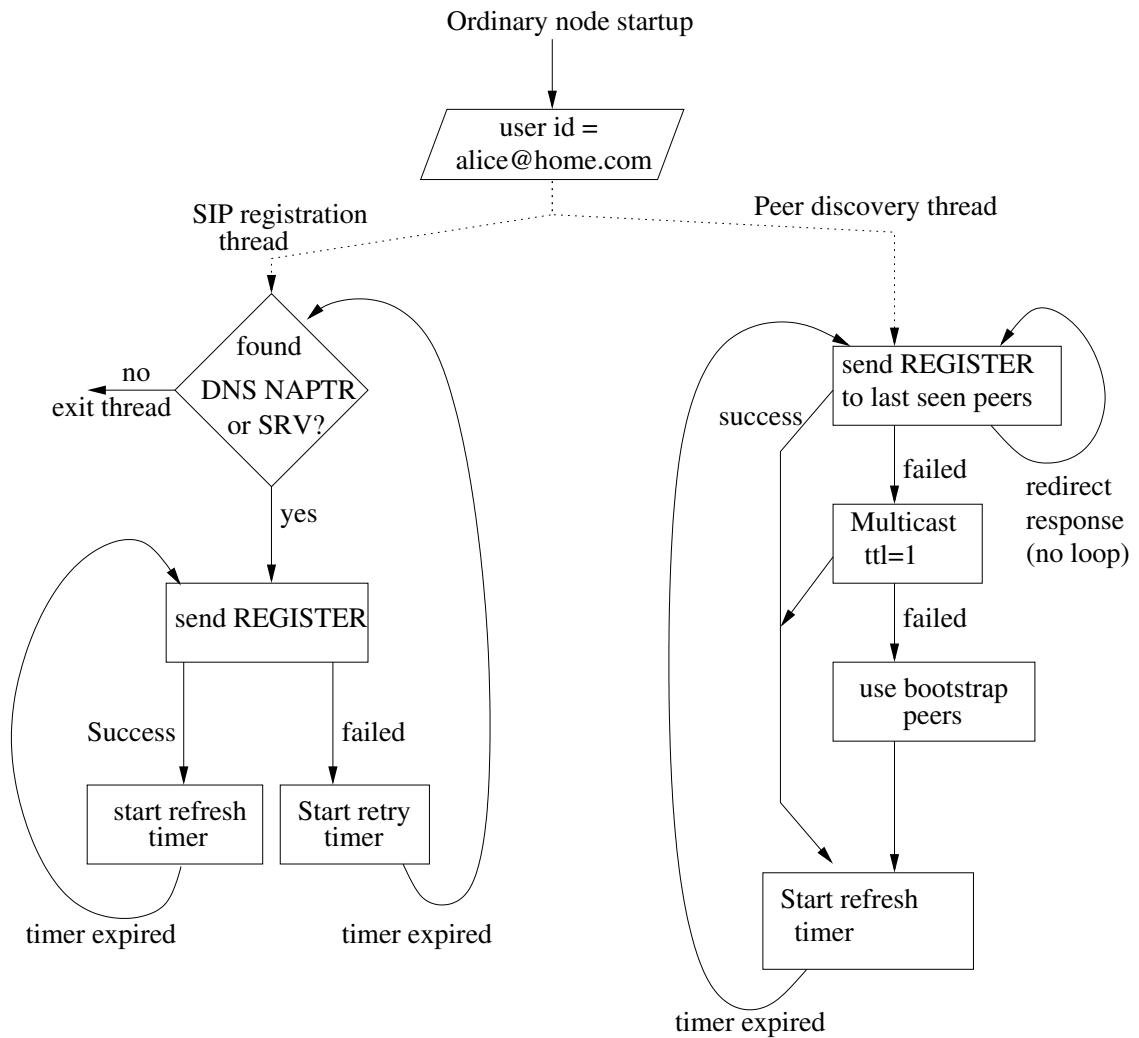 Ordinary node startup
user id =
alice@home.com
SIP registration
thread
Peer discovery thread
found
DNS NAPTR
or SRV?
no
exit thread
yes
send REGISTER
Success
failed
start refresh
timer
Start retry
timer
timer expired
timer expired
send REGISTER
to last seen peers
success
failed
redirect
response
(no loop)
Multicast
ttl=1
failed
use bootstrap
peers
Start refresh
timer
timer expired